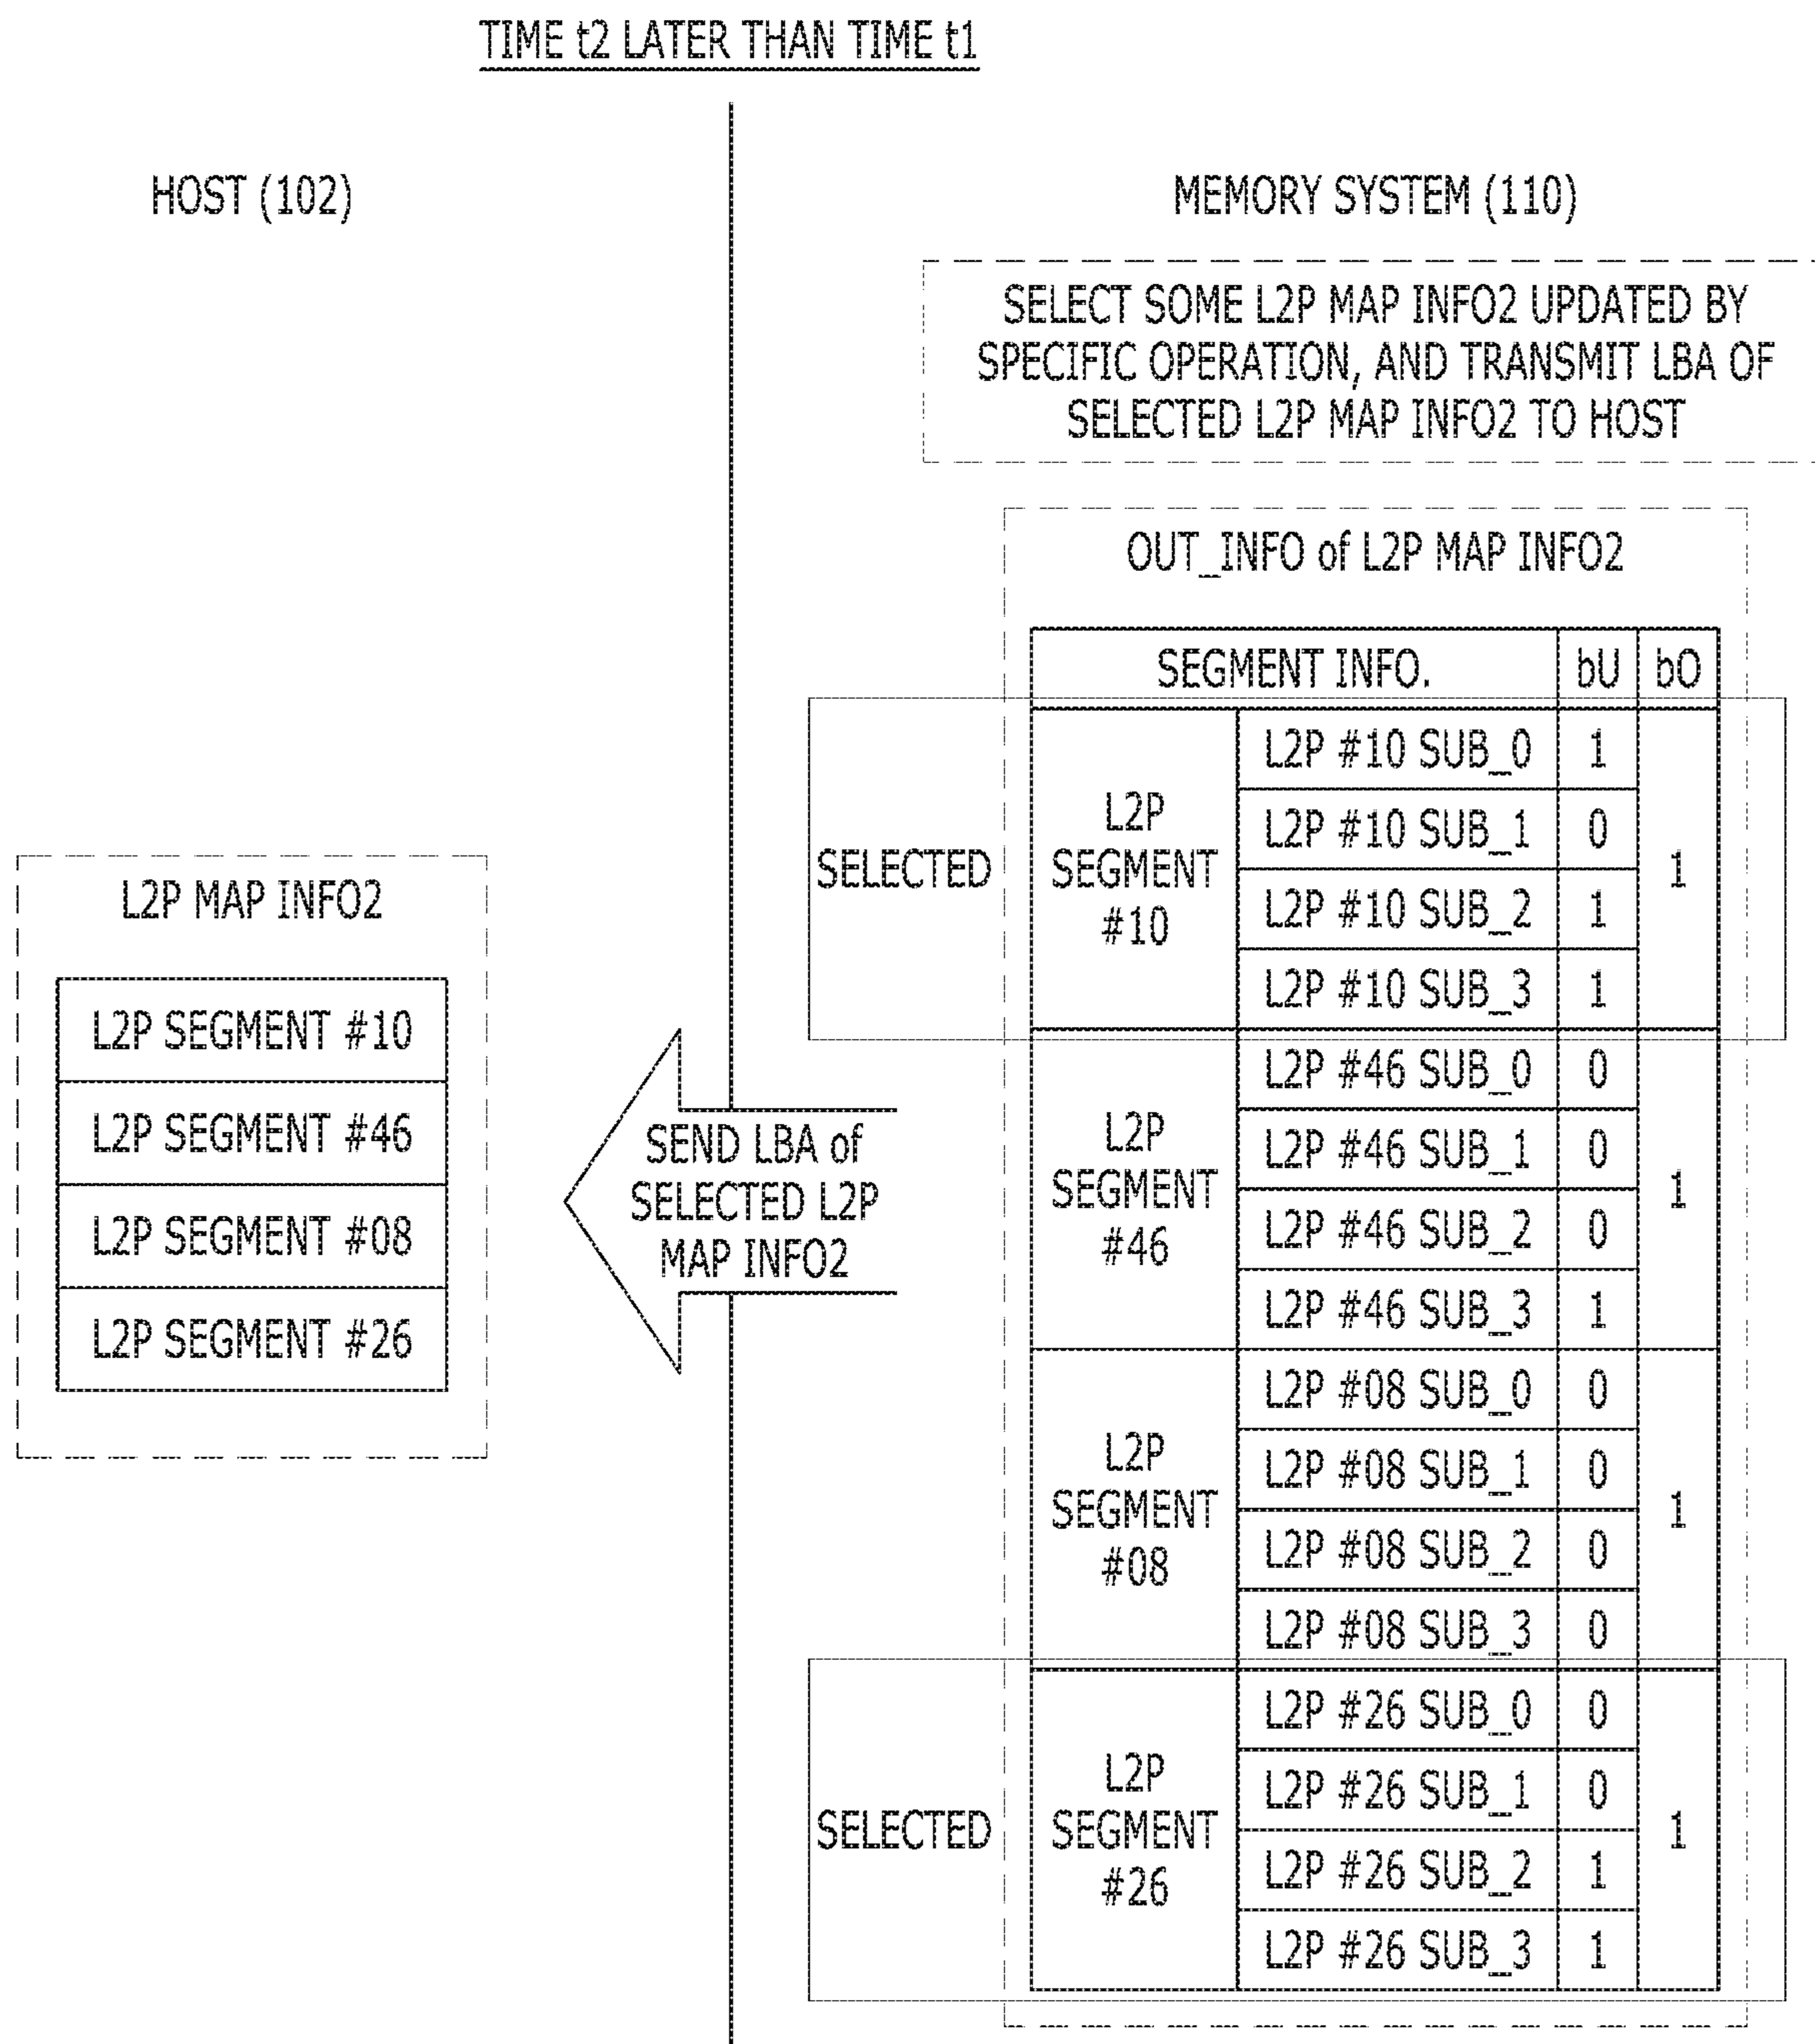 TIME t2 LATER THAN TIME t1
HOST (102)
MEMORY SYSTEM (110)
SELECT SOME L2P MAP INFO2 UPDATED BY
SPECIFIC OPERATION, AND TRANSMIT LBA OF
SELECTED L2P MAP INFO2 TO HOST
L2P MAP INFO2
L2P SEGMENT #10
L2P SEGMENT #46
L2P SEGMENT #08
L2P SEGMENT #26
SEND LBA of
SELECTED L2P
MAP INFO2
OUT_INFO of L2P MAP INFO2
SEGMENT INFO. bU bO
SELECTED
L2P
SEGMENT
#10
L2P #10 SUB_0 1
L2P #10 SUB_1 0
L2P #10 SUB_2 1
L2P #10 SUB_3 1
1
L2P
SEGMENT
#46
L2P #46 SUB_0 0
L2P #46 SUB_1 0
L2P #46 SUB_2 0
L2P #46 SUB_3 1
1
L2P
SEGMENT
#08
L2P #08 SUB_0 0
L2P #08 SUB_1 0
L2P #08 SUB_2 0
L2P #08 SUB_3 0
1
SELECTED
L2P
SEGMENT
#26
L2P #26 SUB_0 0
L2P #26 SUB_1 0
L2P #26 SUB_2 1
L2P #26 SUB_3 1
1